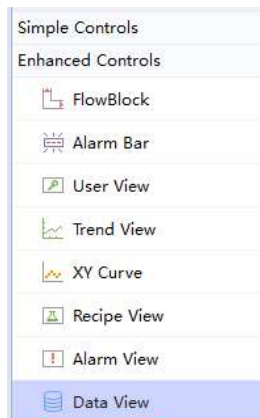 Simple Controls
Enhanced Controls
FlowBlock
Alarm Bar
User View
Trend View
XY Curve
Recipe View
Alarm View
Data View